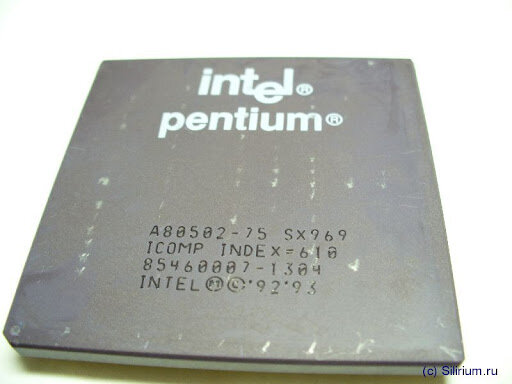 intel®
pentium®
A80502-75 SX969
ICOMP INDEX=610
85460007-1304
INTEL Ⓜ©'92'93
(c) Silirium.ru